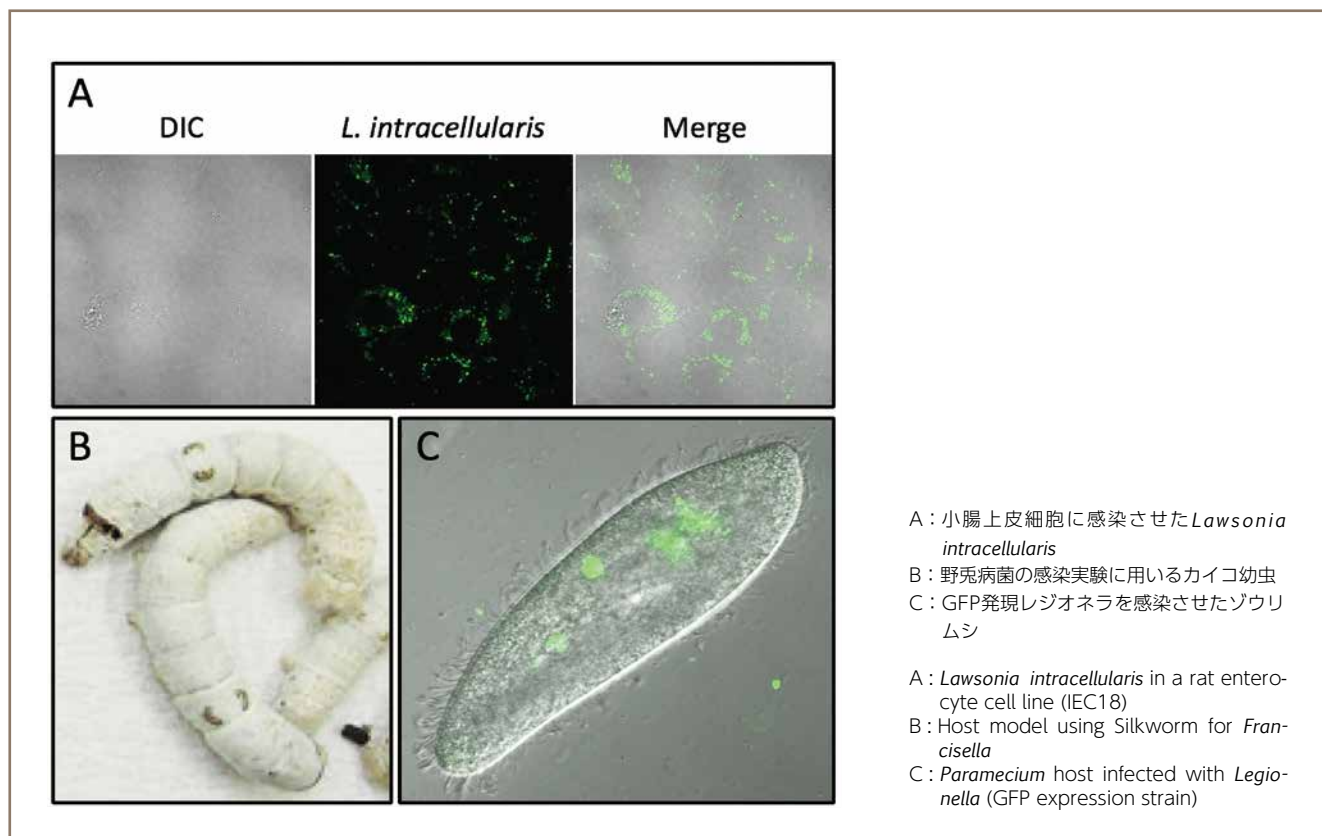 A
DIC
L. intracellularis
Merge
B
C
A：小腸上皮細胞に感染させたLawsonia
intracellularis
B：野兎病菌の感染実験に用いるカイコ幼虫
C：GFP発現レジオネラを感染させたゾウリ
ムシ
A : Lawsonia intracellularis in a rat entero-
cyte cell line (IEC18)
B : Host model using Silkworm for Fran-
cisella
C : Paramecium host infected with Legio-
nella (GFP expression strain)